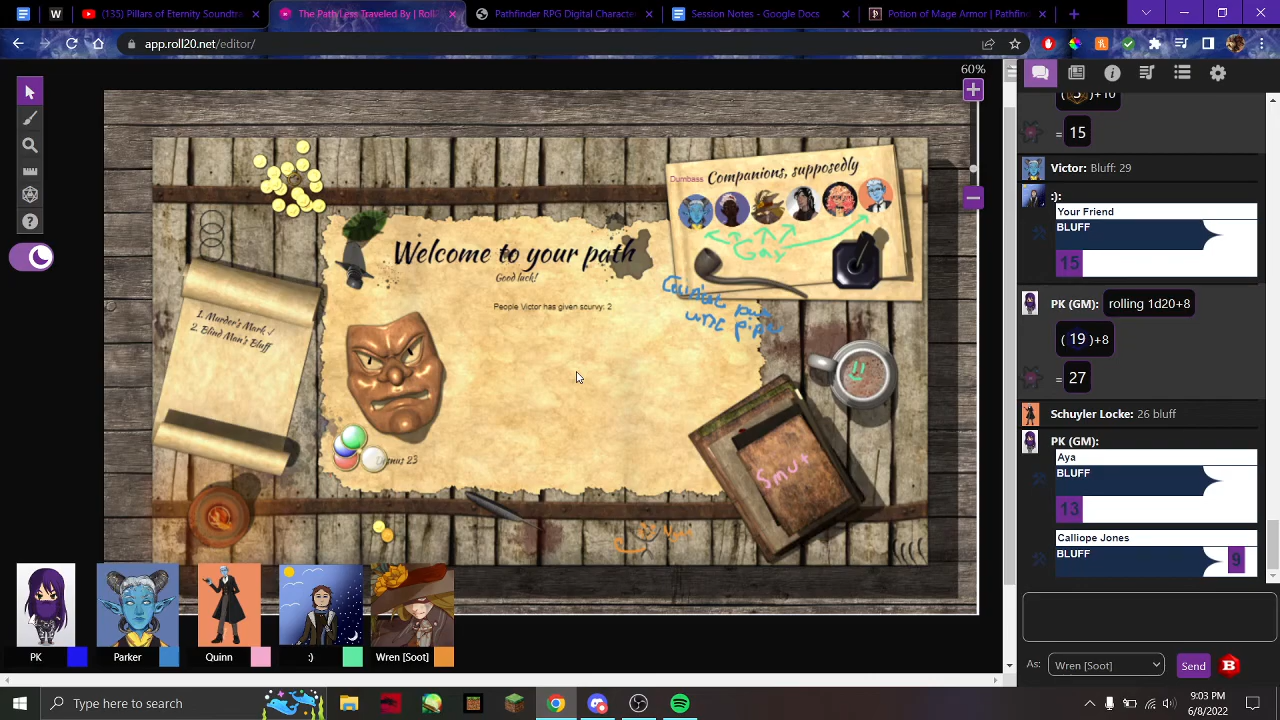 (135) Pillars of Eternity Soundtr
The Path Less Traveled By | Roll
Pathfinder RPG Digital Characte
Session Notes - Google Docs
Potion of Mage Armor | Pathfin
app.roll20.net/editor/
60%
Dumbass
Companions, supposedly
Gay
Welcome to your path
Good luck!
People Victor has given scurvy: 2
1. Murder's Mark ✓
2. Blind Man's Bluff
23
Smut
PK
Parker
Quinn
:)
Wren [Soot]
= 15
Victor: Buff: 29
:):
Your Friend
15
PK (GM): rolling 1d20+8
(19)+8
= 27
Schuyler Locke: 26 bluff
PK (GM):
Aya
BLUFF
13
Calliope Jones
BLUFF
9
As:
Wren [Soot]
Send
Type here to search
9:03 PM
6/8/2022